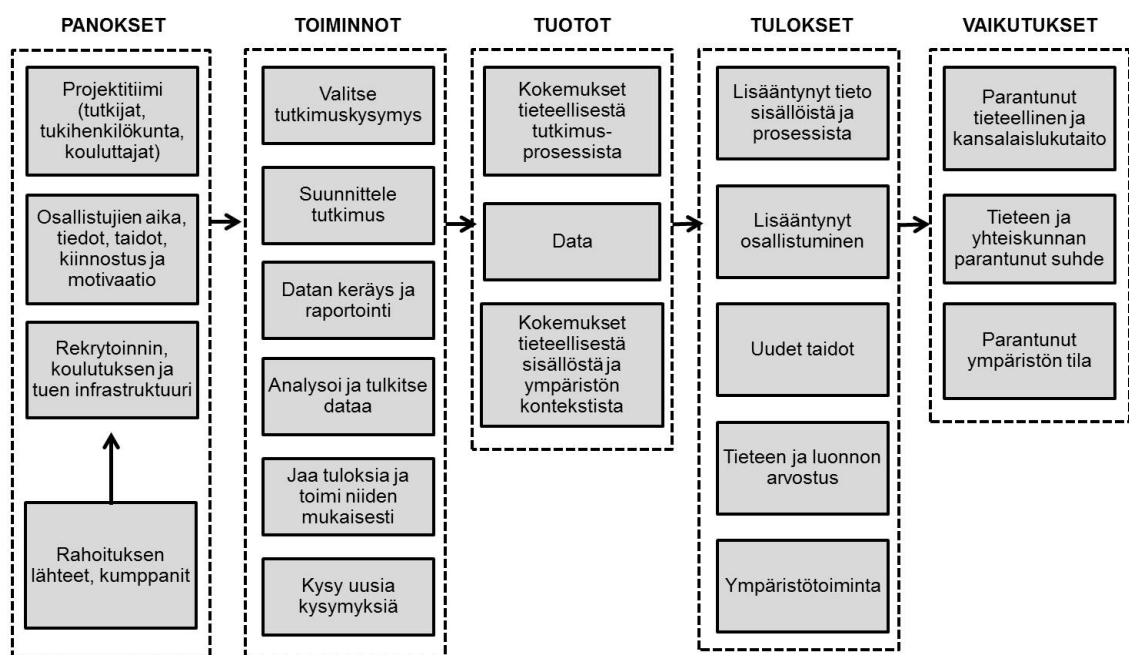 PANOKSET
Projektitiimi
(tutkijat,
tukihenkilökunta,
kouluttajat)
Osallistujien aika,
tiedot, taidot,
kiinnostus ja
motivaatio
Rekrytoinnin,
koulutuksen ja
tuen infrastruktuuri
Rahoituksen
lähteet, kumppanit
TOIMINNOT
Valitse
tutkimuskysymys
Suunnittele
tutkimus
Datan keräys ja
raportointi
Analysoi ja tulkitse
dataa
Jaa tuloksia ja
toimi niiden
mukaisesti
Kysy uusia
kysymyksiä
TUOTOT
Kokemukset
tieteellisestä
tutkimus-
prosessista
Data
Kokemukset
tieteellisestä
sisällöstä ja
ympäristön
kontekstista
TULOKSET
Lisääntynyt tieto
sisällöistä ja
prosessista
Lisääntynyt
osallistuminen
Uudet taidot
Tieteen ja luonnon
arvostus
Ympäristötoiminta
VAIKUTUKSET
Parantunut
tieteellinen ja
kansalaislukutaito
Tieteen ja
yhteiskunnan
parantunut suhde
Parantunut
ympäristön tila